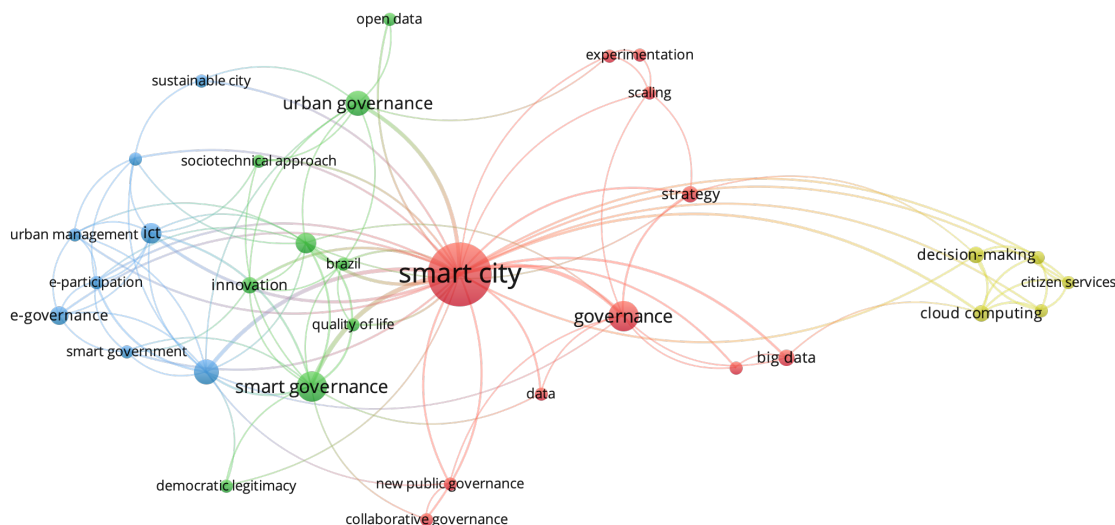 open data
experimentation
sustainable city
scaling
urban governance
sociotechnical approach
strategy
urban management
ict
decision-making
brazil
smart city
e-participation
innovation
citizen services
e-governance
quality of life
governance
cloud computing
smart government
big data
smart governance
data
democratic legitimacy
new public governance
collaborative governance